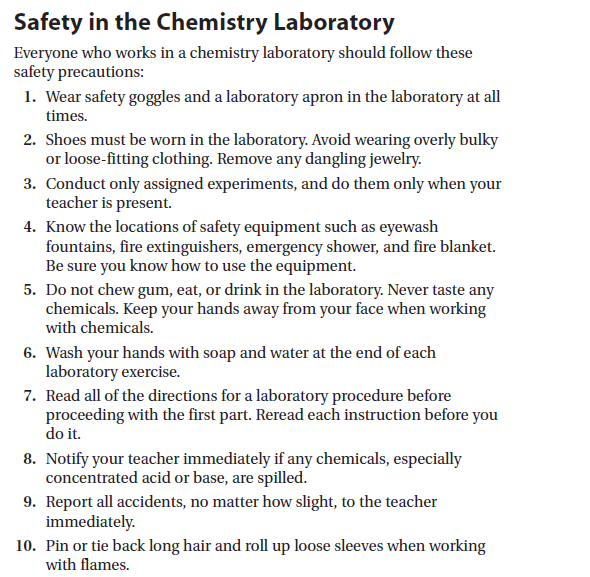 Safety in the Chemistry Laboratory
Everyone who works in a chemistry laboratory should follow these
safety precautions:
1. Wear safety goggles and a laboratory apron in the laboratory at all
times.
2. Shoes must be worn in the laboratory. Avoid wearing overly bulky
or loose-fitting clothing. Remove any dangling jewelry.
3. Conduct only assigned experiments, and do them only when your
teacher is present.
4. Know the locations of safety equipment such as eyewash
fountains, fire extinguishers, emergency shower, and fire blanket.
Be sure you know how to use the equipment.
5. Do not chew gum, eat, or drink in the laboratory. Never taste any
chemicals. Keep your hands away from your face when working
with chemicals.
6. Wash your hands with soap and water at the end of each
laboratory exercise.
7. Read all of the directions for a laboratory procedure before
proceeding with the first part. Reread each instruction before you
do it.
8. Notify your teacher immediately if any chemicals, especially
concentrated acid or base, are spilled.
9. Report all accidents, no matter how slight, to the teacher
immediately.
10. Pin or tie back long hair and roll up loose sleeves when working
with flames.